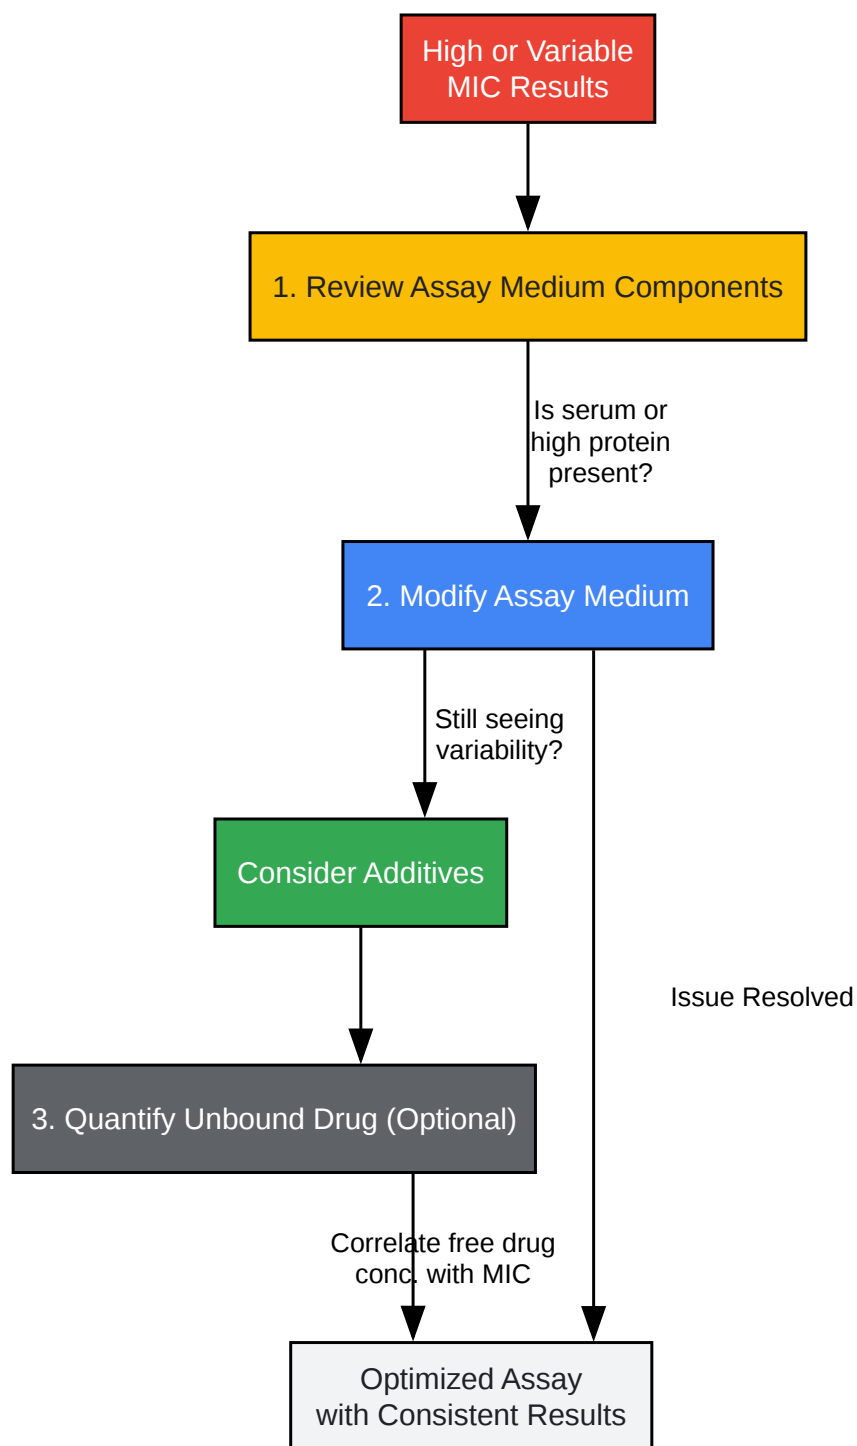 High or Variable
MIC Results
1. Review Assay Medium Components
Is serum or
high protein
present?
2. Modify Assay Medium
Still seeing
variability?
Consider Additives
Issue Resolved
3. Quantify Unbound Drug (Optional)
Correlate free drug
conc. with MIC
Optimized Assay
with Consistent Results